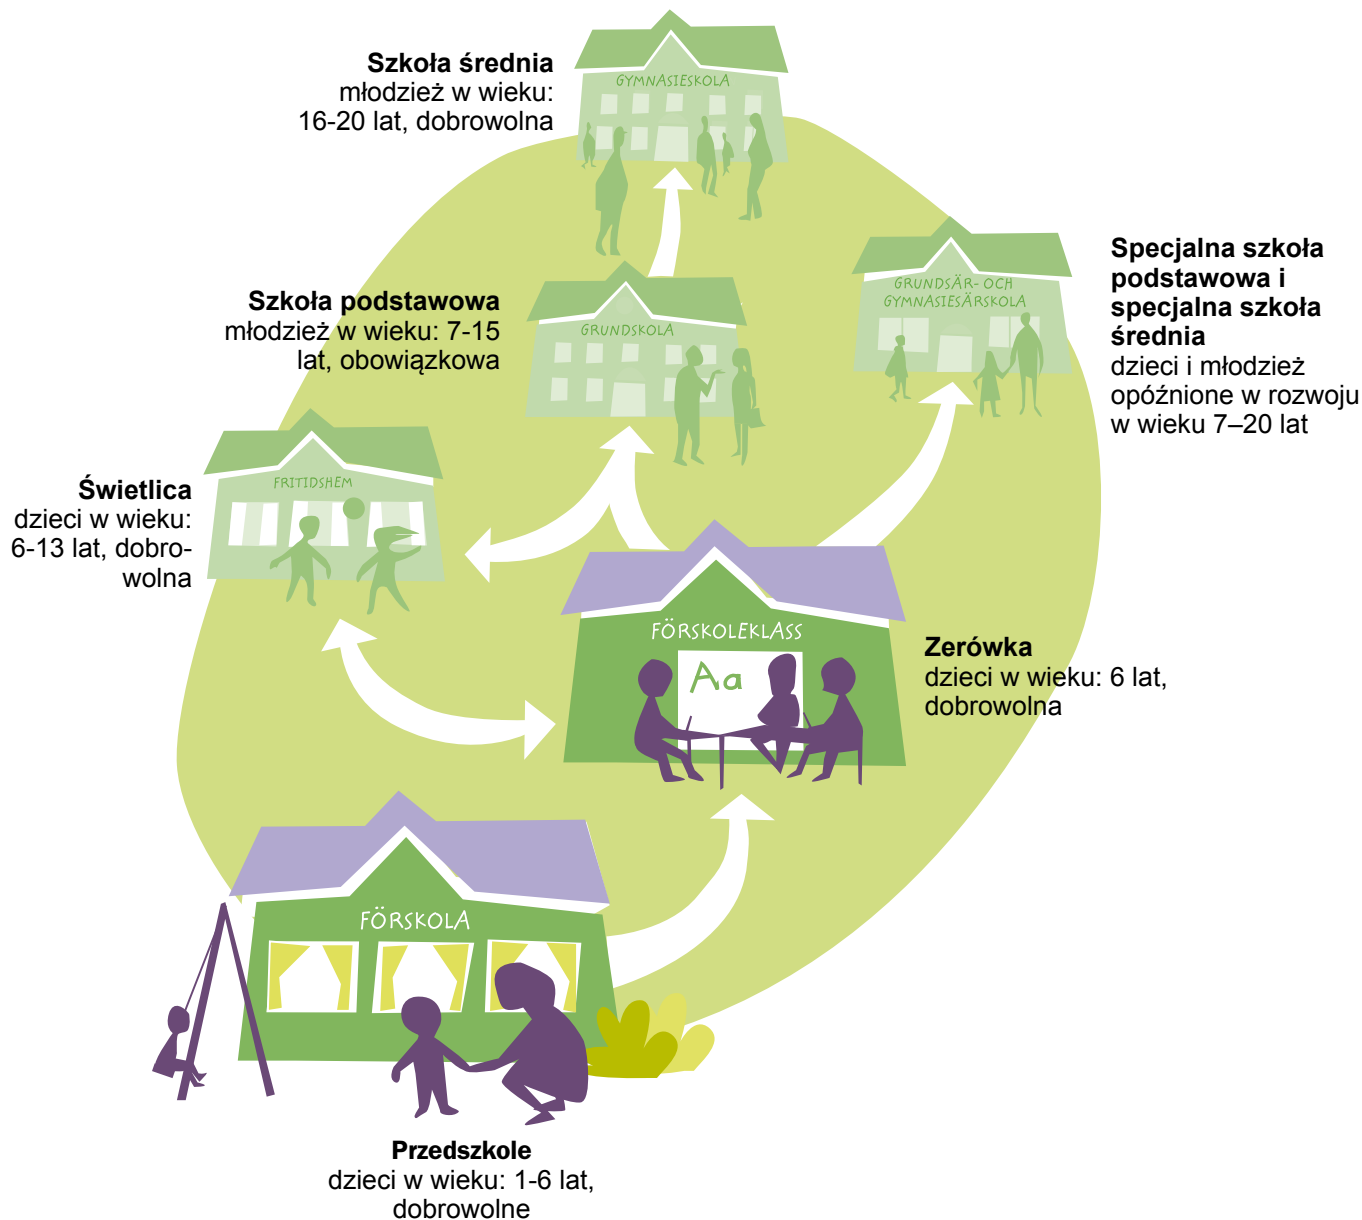 Szkoła średnia
młodzież w wieku:
16-20 lat, dobrowolna
GYMNASIESKOLA
Szkoła podstawowa
młodzież w wieku: 7-15
lat, obowiązkowa
GRUNDSKOLA
GRUNDSÄR- OCH
GYMNASIESÄRSKOLA
Specjalna szkoła
podstawowa i
specjalna szkoła
średnia
dzieci i młodzież
opóźnione w rozwoju
w wieku 7–20 lat
Świetlica
dzieci w wieku:
6-13 lat, dobro-
wolna
FRITIDSHEM
FÖRSKOLEKLASS
Aa
Zerówka
dzieci w wieku: 6 lat,
dobrowolna
FÖRSKOLA
Przedszkole
dzieci w wieku: 1-6 lat,
dobrowolne